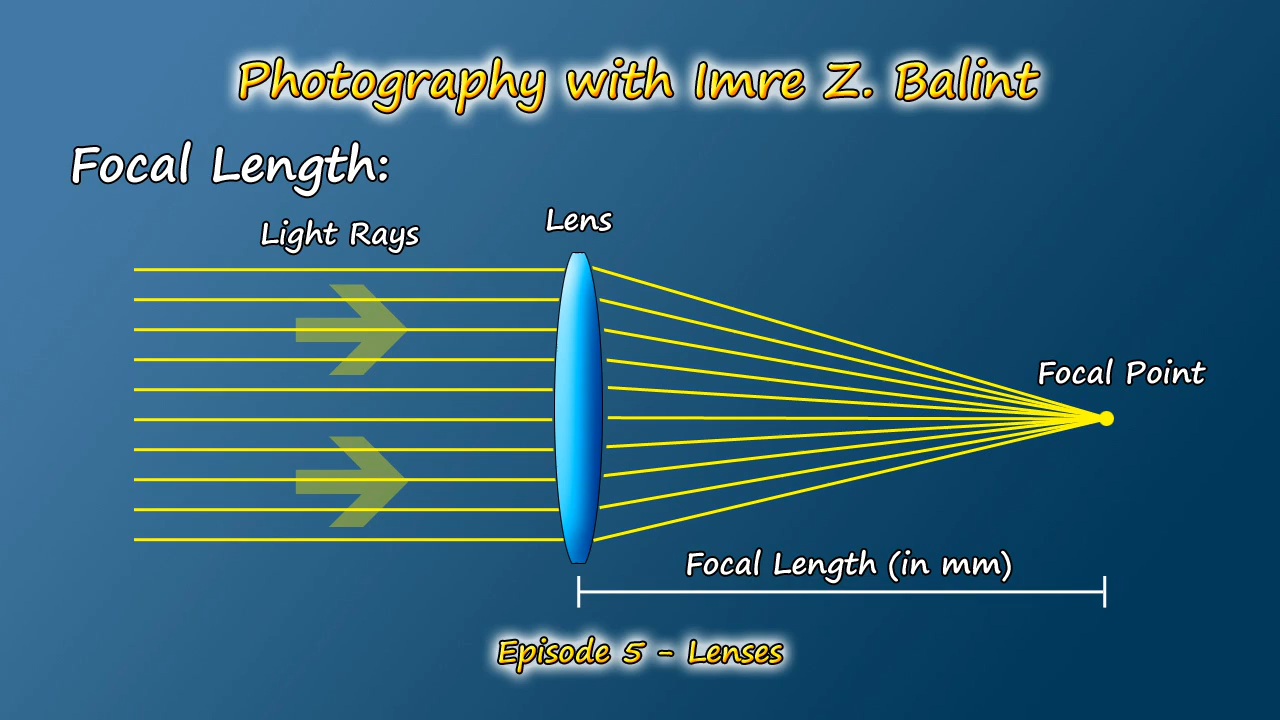 Photography with Imre Z. Balint
Focal Length:
Light Rays
Lens
Focal Point
Focal Length (in mm)
Episode 5 - Lenses